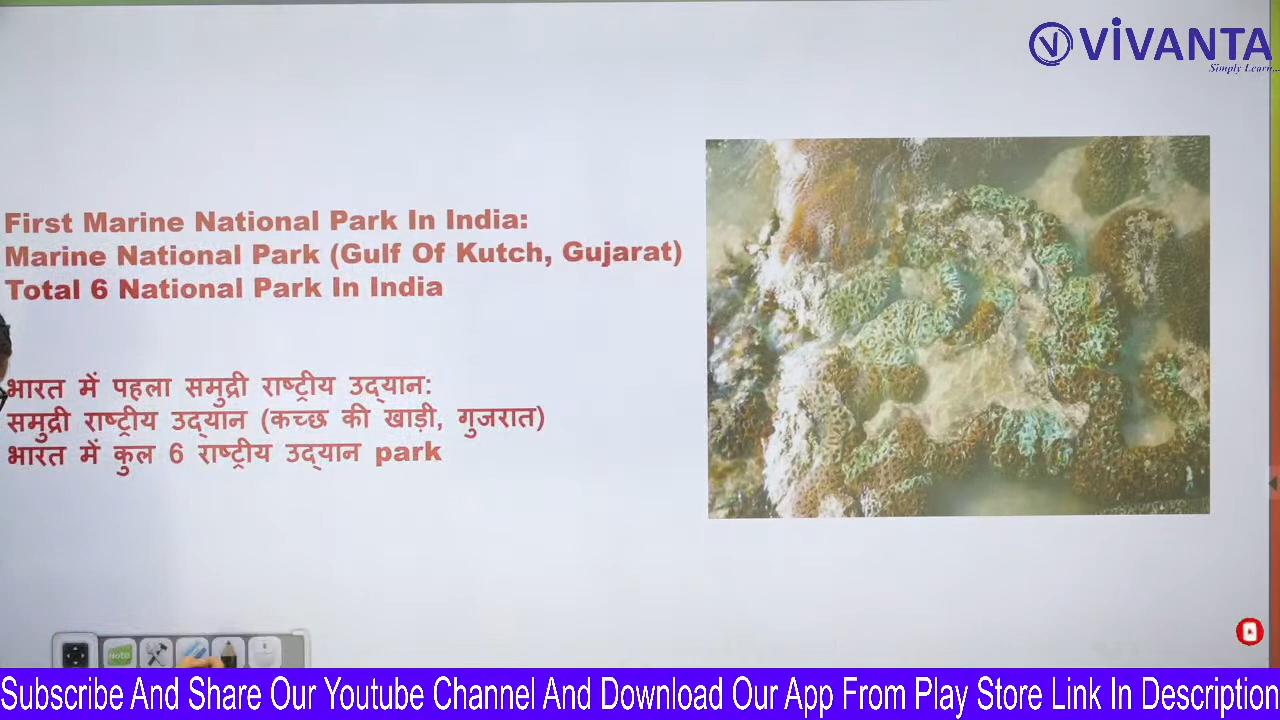 VIVANTA
Simply Learn...
First Marine National Park In India:
Marine National Park (Gulf Of Kutch, Gujarat)
Total 6 National Park In India
भारत में पहला समुद्री राष्ट्रीय उद्यान:
समुद्री राष्ट्रीय उद्यान (कच्छ की खाड़ी, गुजरात)
भारत में कुल 6 राष्ट्रीय उद्यान park
Note
Subscribe And Share Our Youtube Channel And Download Our App From Play Store Link In Description